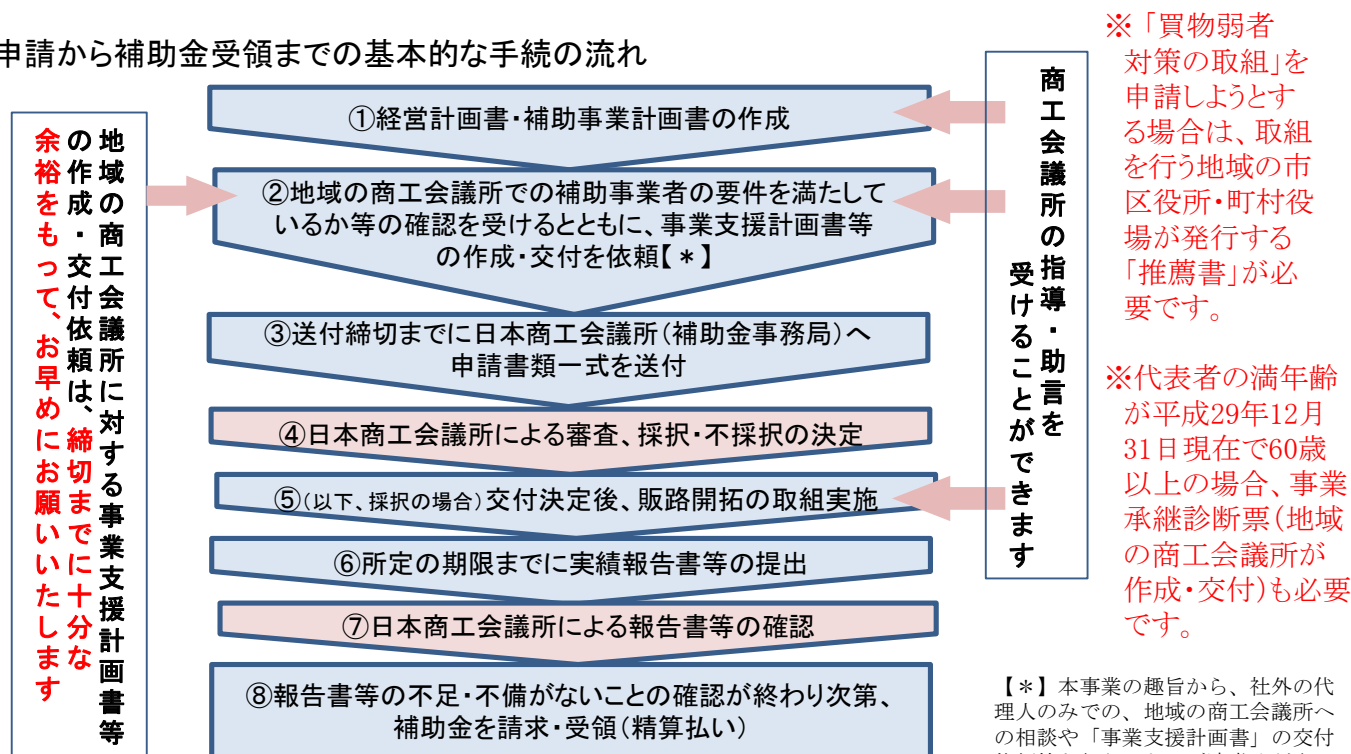 申請から補助金受領までの基本的な手続の流れ
地域の商工会議所に対する事業支援計画書等
の作成・交付依頼は、締切までに十分な
余裕をもって、お早めにお願いいたします
①経営計画書・補助事業計画書の作成
②地域の商工会議所での補助事業者の要件を満たして
いるか等の確認を受けるとともに、事業支援計画書等
の作成・交付を依頼【＊】
③送付締切までに日本商工会議所（補助金事務局）へ
申請書類一式を送付
④日本商工会議所による審査、採択・不採択の決定
⑤（以下、採択の場合）交付決定後、販路開拓の取組実施
⑥所定の期限までに実績報告書等の提出
⑦日本商工会議所による報告書等の確認
⑧報告書等の不足・不備がないことの確認が終わり次第、
補助金を請求・受領（精算払い）
商工会議所の指導・助言を
受けることができます
※「買物弱者
対策の取組」を
申請しようとす
る場合は、取組
を行う地域の市
区役所・町村役
場が発行する
「推薦書」が必
要です。
※代表者の満年齢
が平成29年12月
31日現在で60歳
以上の場合、事業
承継診断票（地域
の商工会議所が
作成・交付）も必要
です。
【＊】本事業の趣旨から、社外の代
理人のみでの、地域の商工会議所へ
の相談や「事業支援計画書」の交付